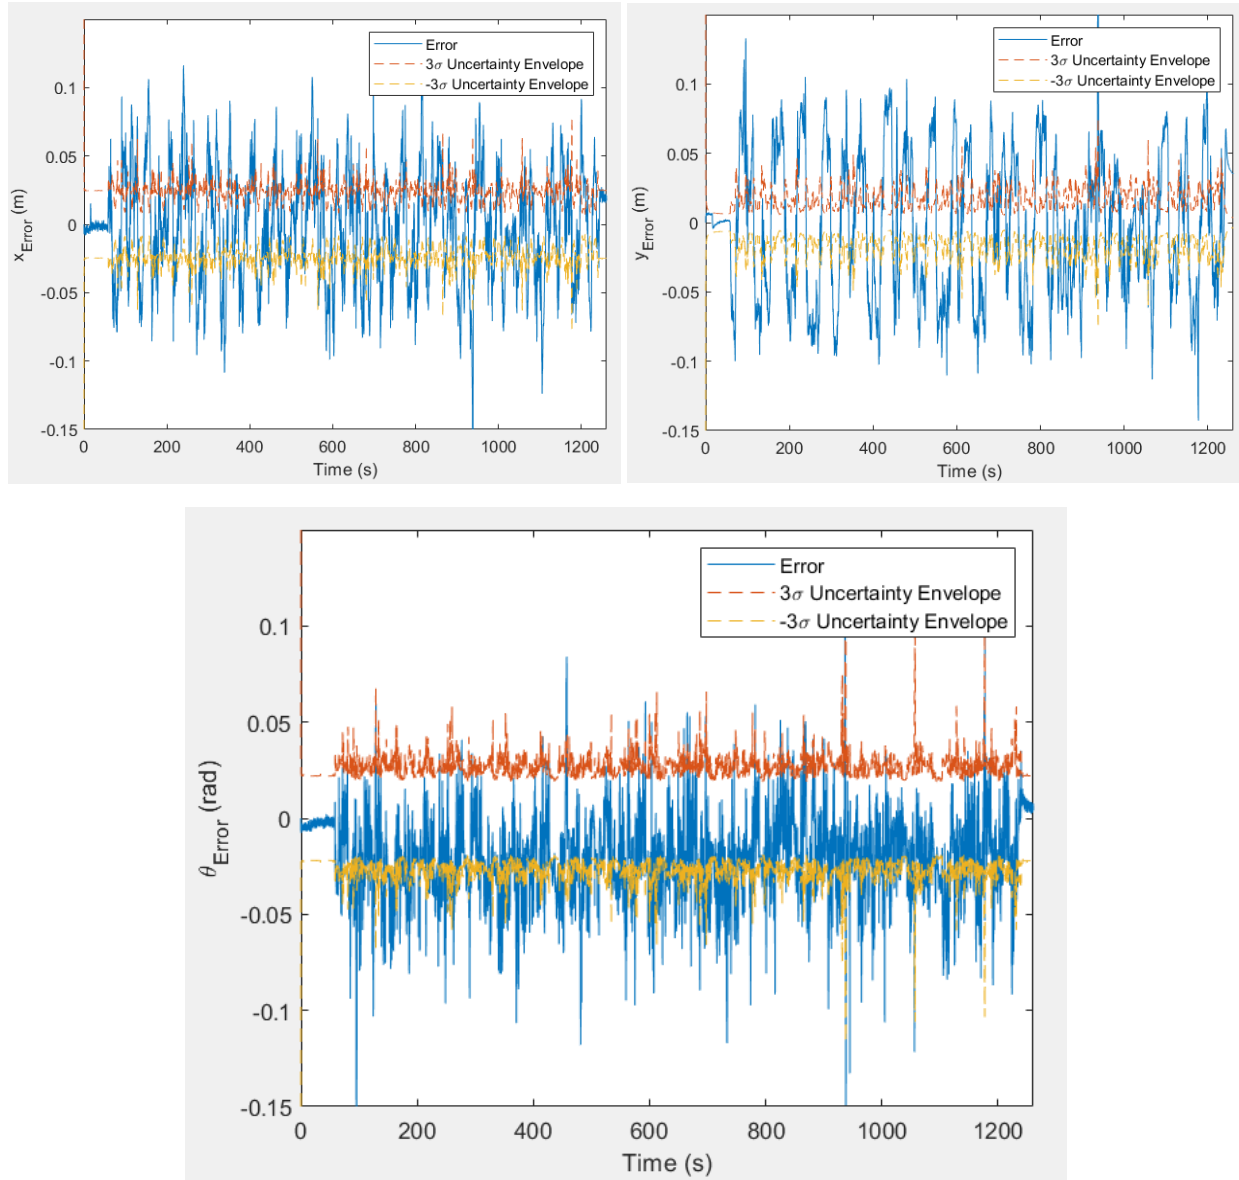 Error
3σ Uncertainty Envelope
-3σ Uncertainty Envelope
0.1
0.05
0
-0.05
-0.1
-0.15
x_Error (m)
0 200 400 600 800 1000 1200
Time (s)
Error
3σ Uncertainty Envelope
-3σ Uncertainty Envelope
0.1
0.05
0
-0.05
-0.1
-0.15
y_Error (m)
0 200 400 600 800 1000 1200
Time (s)
Error
3σ Uncertainty Envelope
-3σ Uncertainty Envelope
0.1
0.05
0
-0.05
-0.1
-0.15
θ_Error (rad)
0 200 400 600 800 1000 1200
Time (s)